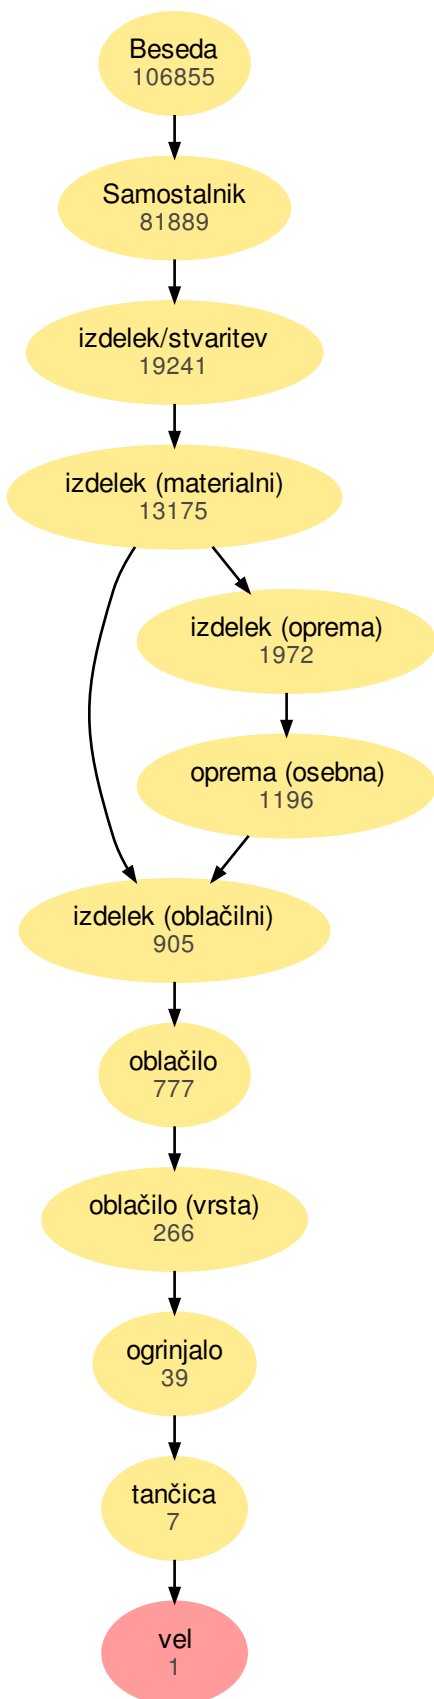 Beseda
106855
Samostalnik
81889
izdelek/stvaritev
19241
izdelek (materialni)
13175
izdelek (oprema)
1972
oprema (osebna)
1196
izdelek (oblačilni)
905
oblačilo
777
oblačilo (vrsta)
266
ogrinjalo
39
tančica
7
vel
1